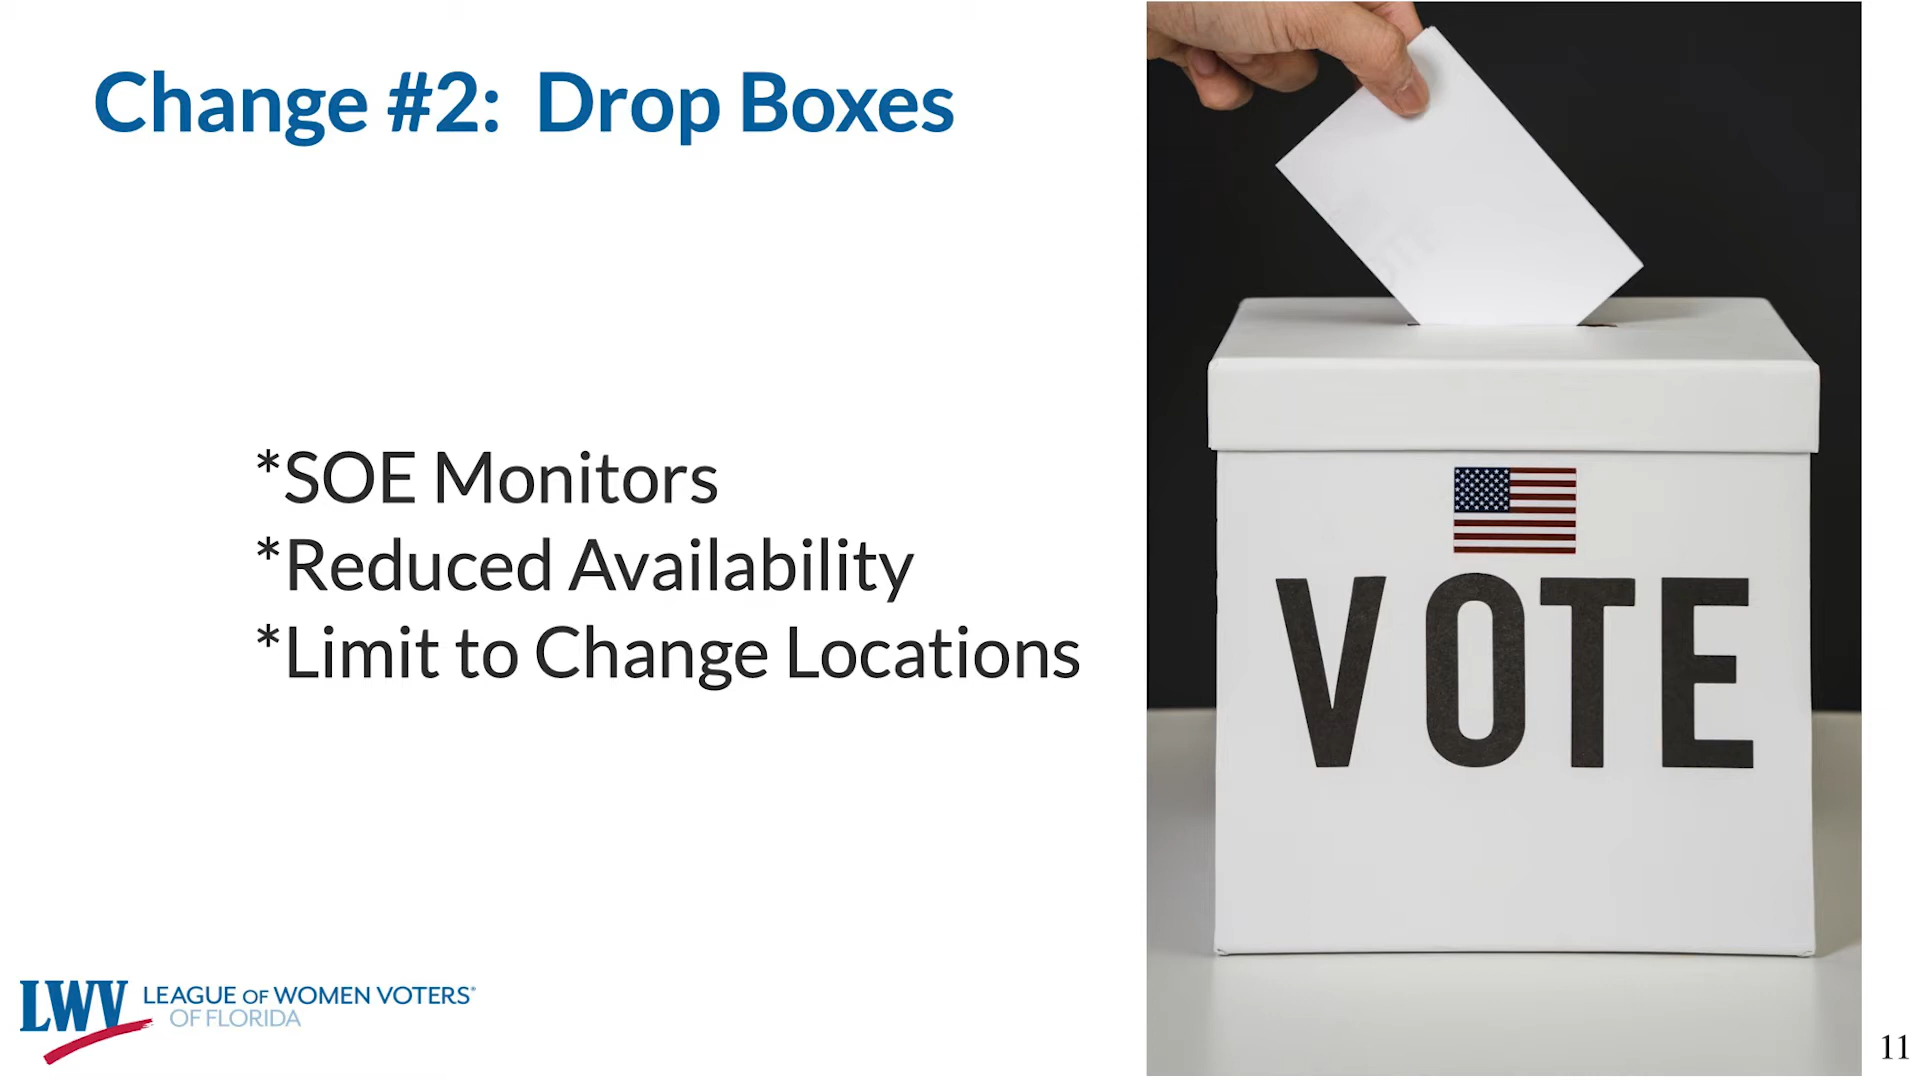 Change #2: Drop Boxes
*SOE Monitors
*Reduced Availability
*Limit to Change Locations
VOTE
LWV LEAGUE OF WOMEN VOTERS®
OF FLORIDA
11